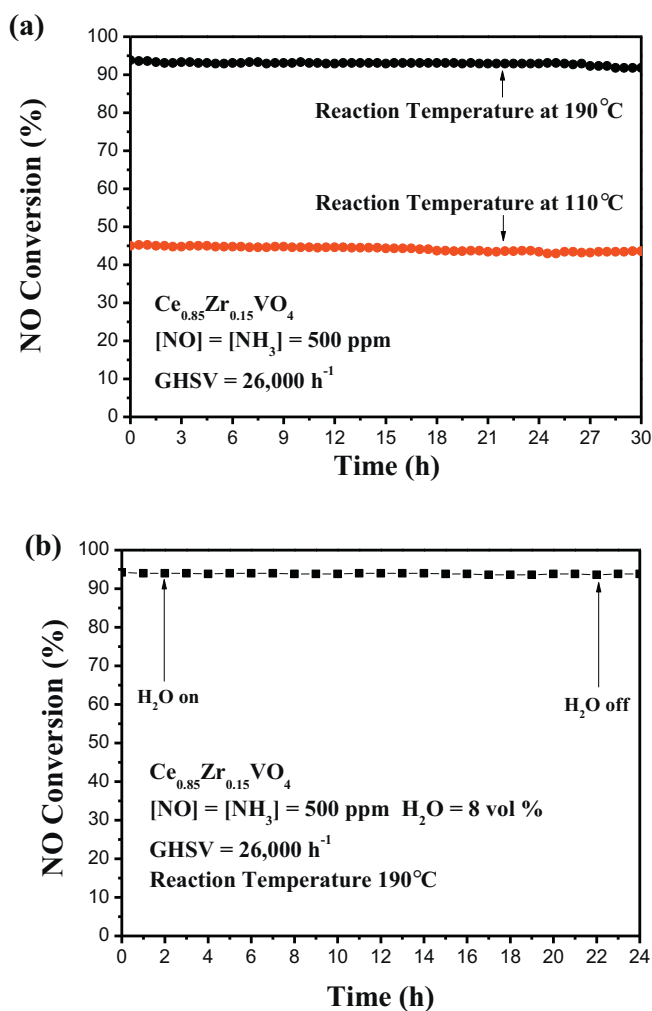 (a)
100
90
80
70
60
50
40
30
20
10
0
NO Conversion (%)
Reaction Temperature at 190℃
Reaction Temperature at 110℃
Ce0.85Zr0.15VO4
[NO] = [NH3] = 500 ppm
GHSV = 26,000 h-1
0 3 6 9 12 15 18 21 24 27 30
Time (h)
(b)
100
90
80
70
60
50
40
30
20
10
0
NO Conversion (%)
H2O on
H2O off
Ce0.85Zr0.15VO4
[NO] = [NH3] = 500 ppm H2O = 8 vol %
GHSV = 26,000 h-1
Reaction Temperature 190℃
0 2 4 6 8 10 12 14 16 18 20 22 24
Time (h)